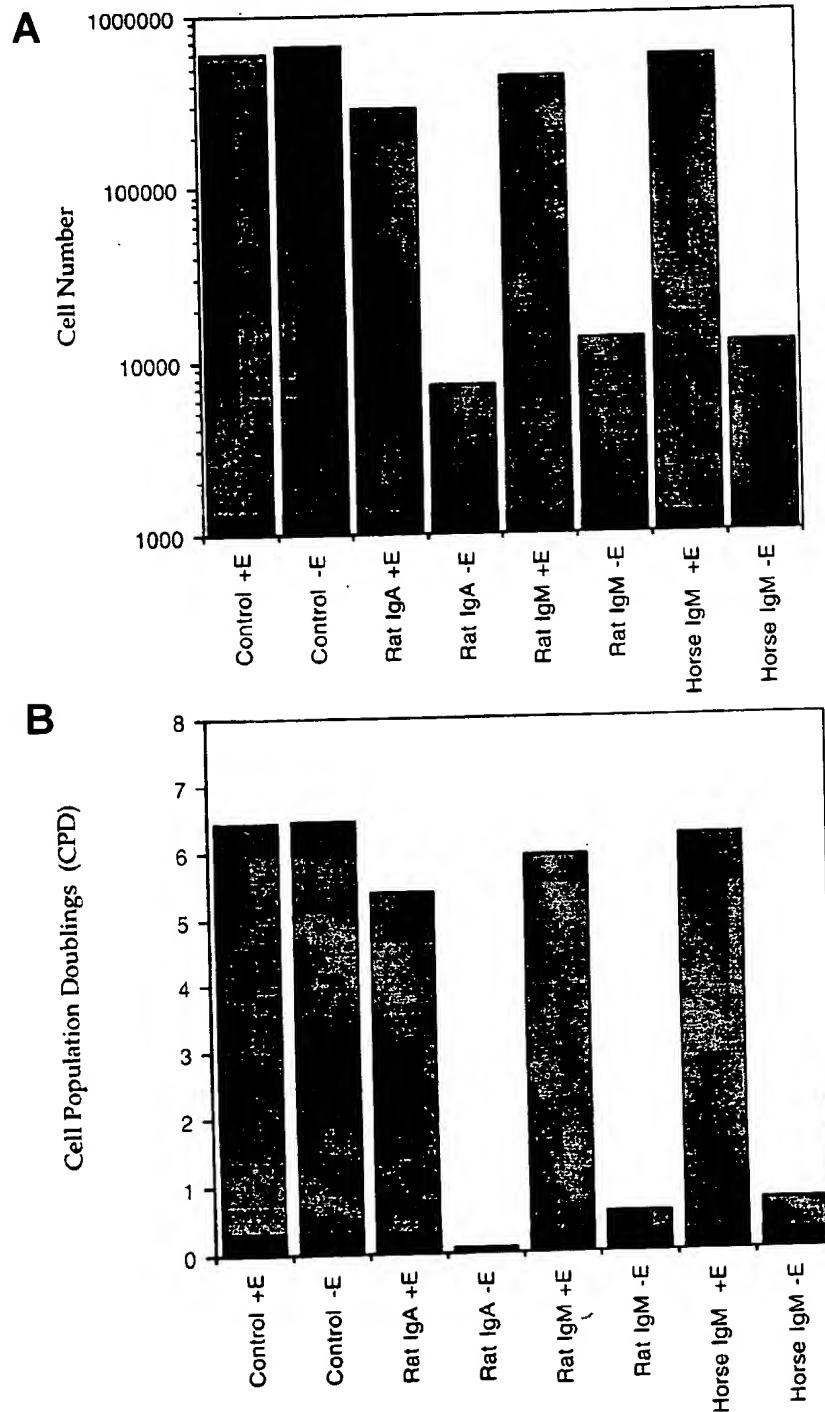 A
Cell Number
1000000
100000
10000
1000
Control +E
Control -E
Rat IgA +E
Rat IgA -E
Rat IgM +E
Rat IgM -E
Horse IgM +E
Horse IgM -E
B
Cell Population Doublings (CPD)
8
7
6
5
4
3
2
1
0
Control +E
Control -E
Rat IgA +E
Rat IgA -E
Rat IgM +E
Rat IgM -E
Horse IgM +E
Horse IgM -E